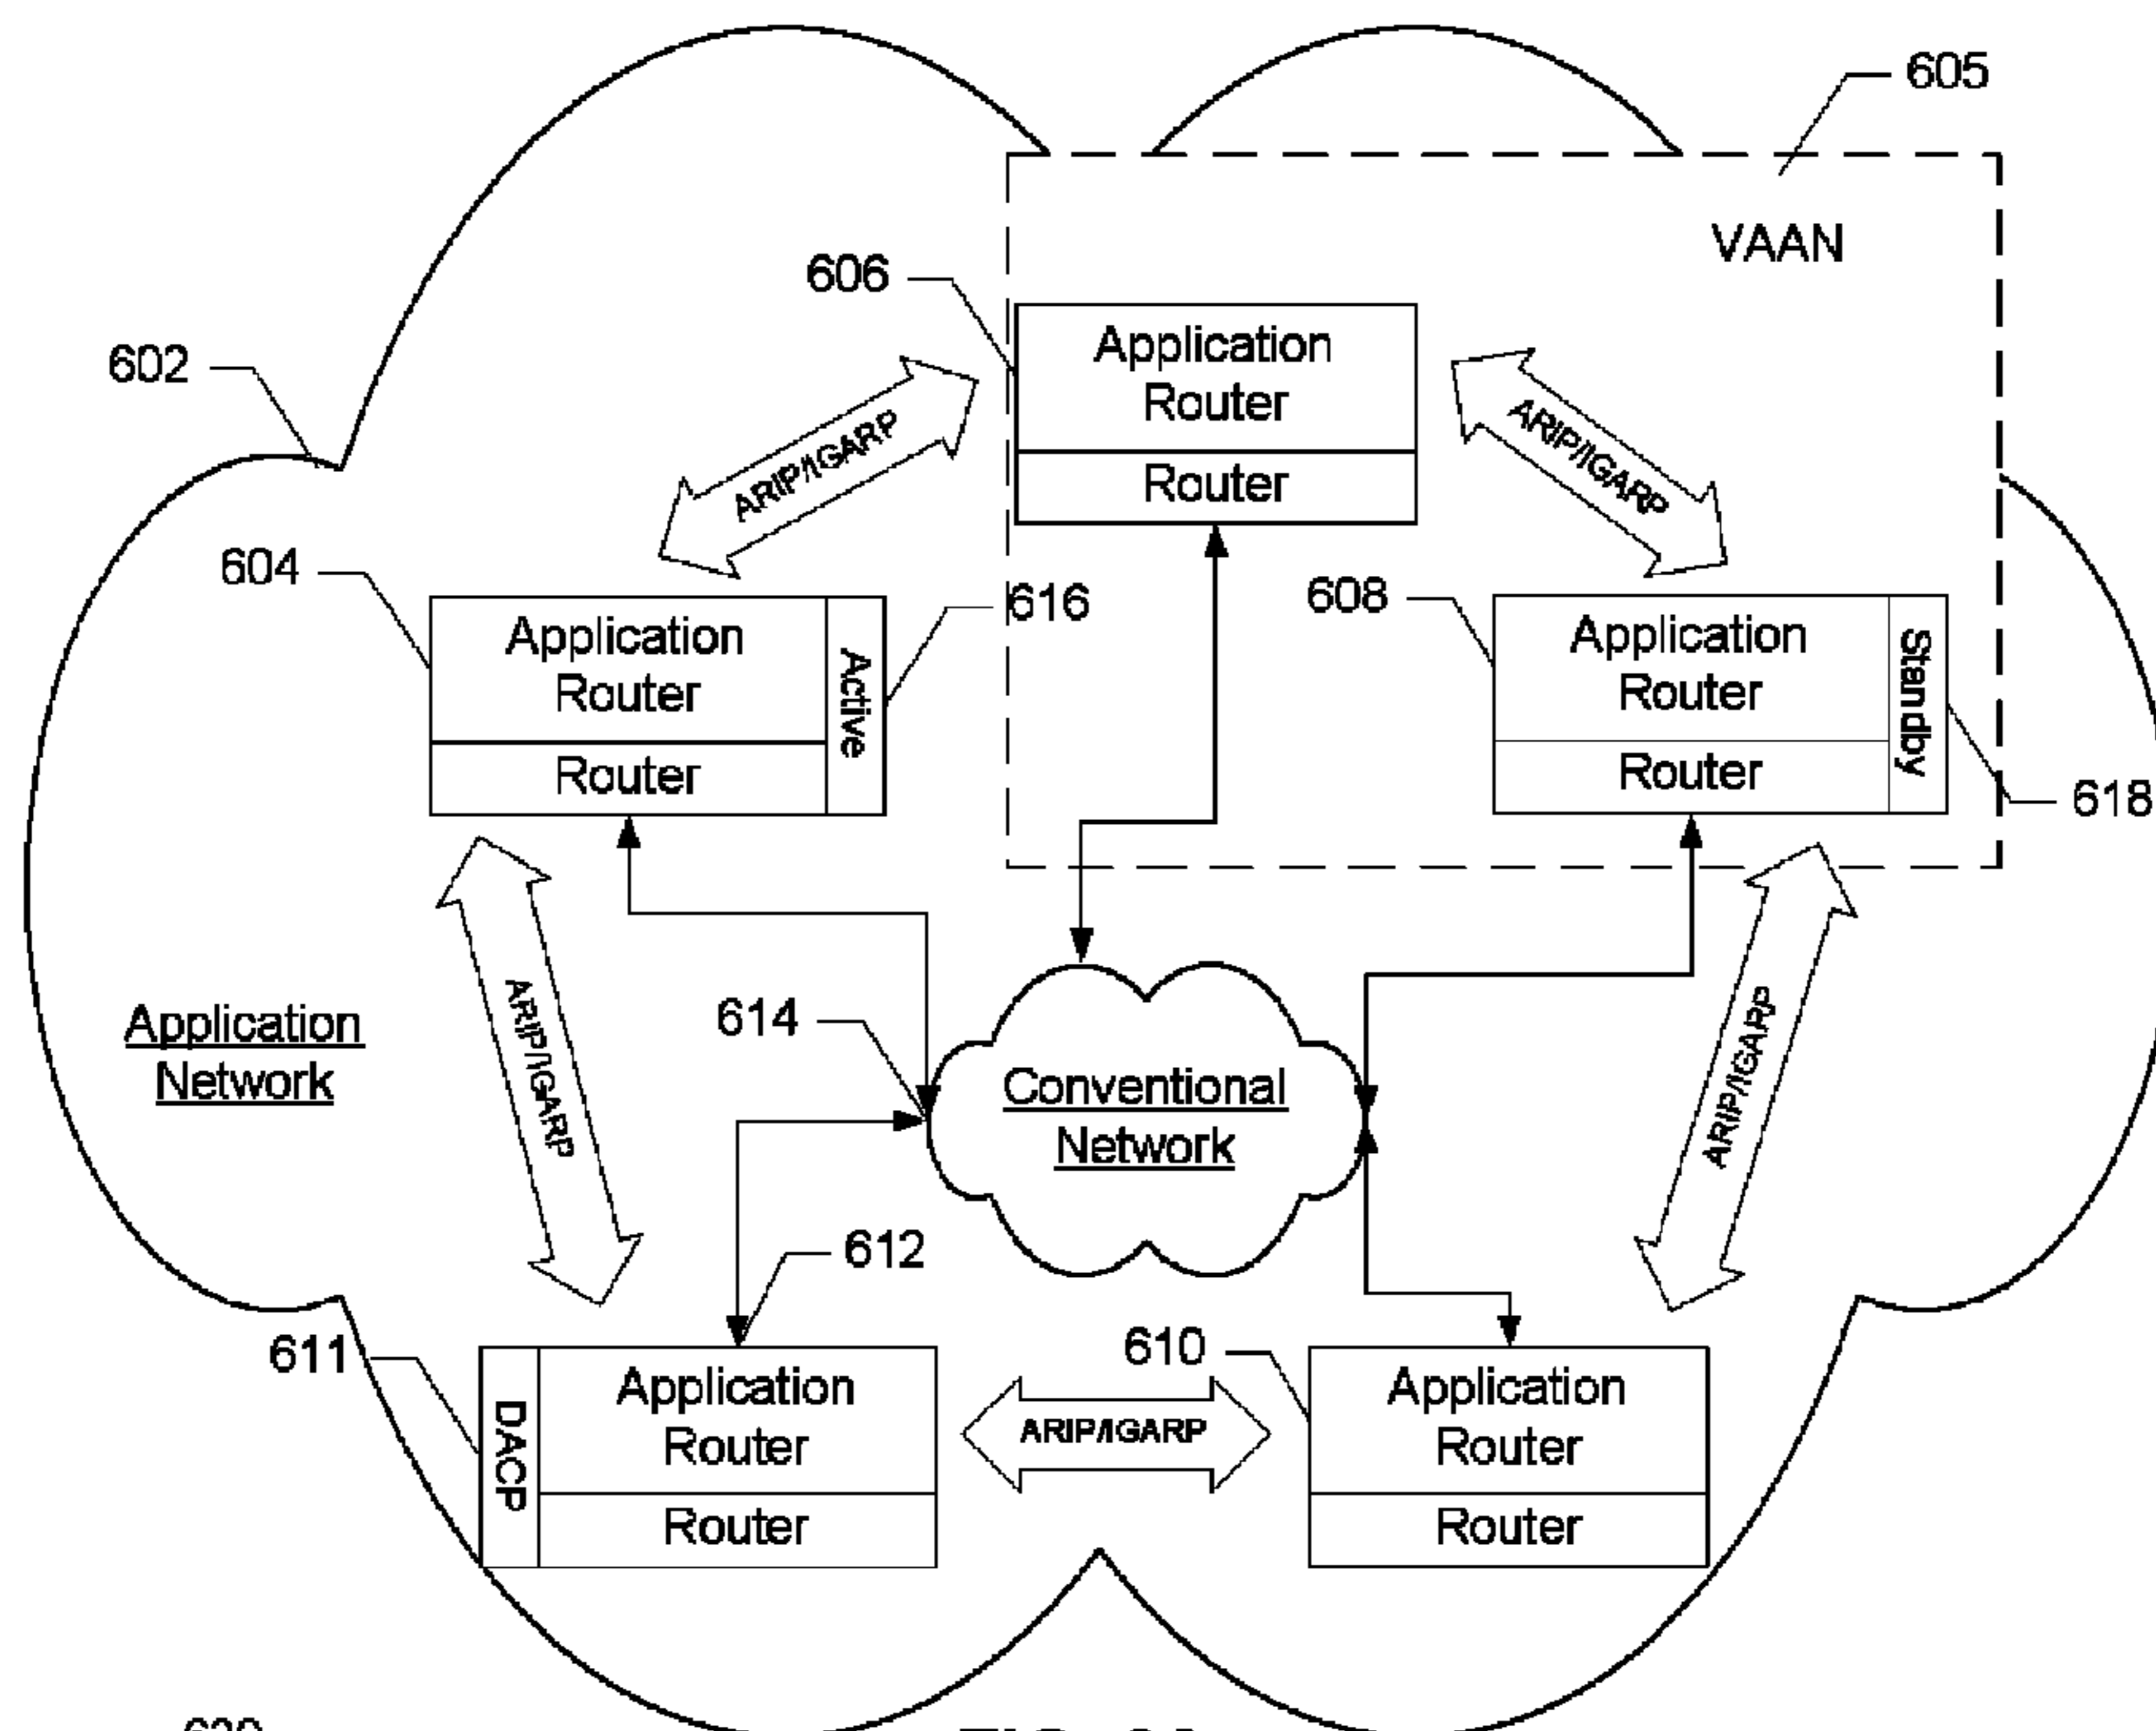 605
VAAN
606
Application
Router
Router
602
ARIP/IGARP
ARIP/IGARP
604
Application
Router
Router
Active
616
608
Application
Router
Router
Standby
618
Application
Network
ARIP/IGARP
614
Conventional
Network
ARIP/IGARP
612
611
DACP
Application
Router
Router
ARIP/IGARP
610
Application
Router
Router